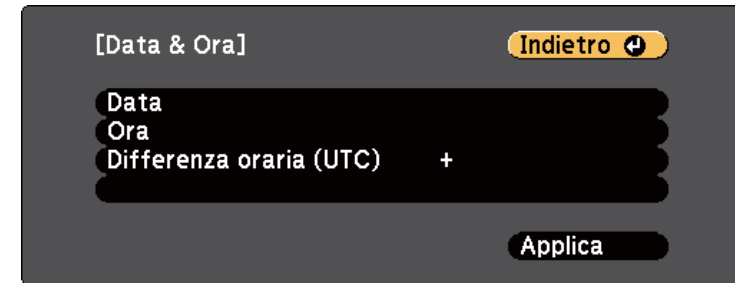 [Data & Ora] Indietro
Data
Ora
Differenza oraria (UTC) +
Applica